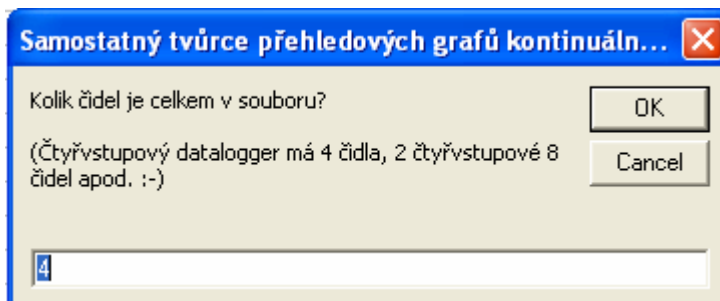 Samostatný tvůrce přehledových grafů kontinuáln...
Kolik čidel je celkem v souboru?
OK
(Čtyřvstupový datalogger má 4 čidla, 2 čtyřvstupové 8
čidel apod. :-)
Cancel
4